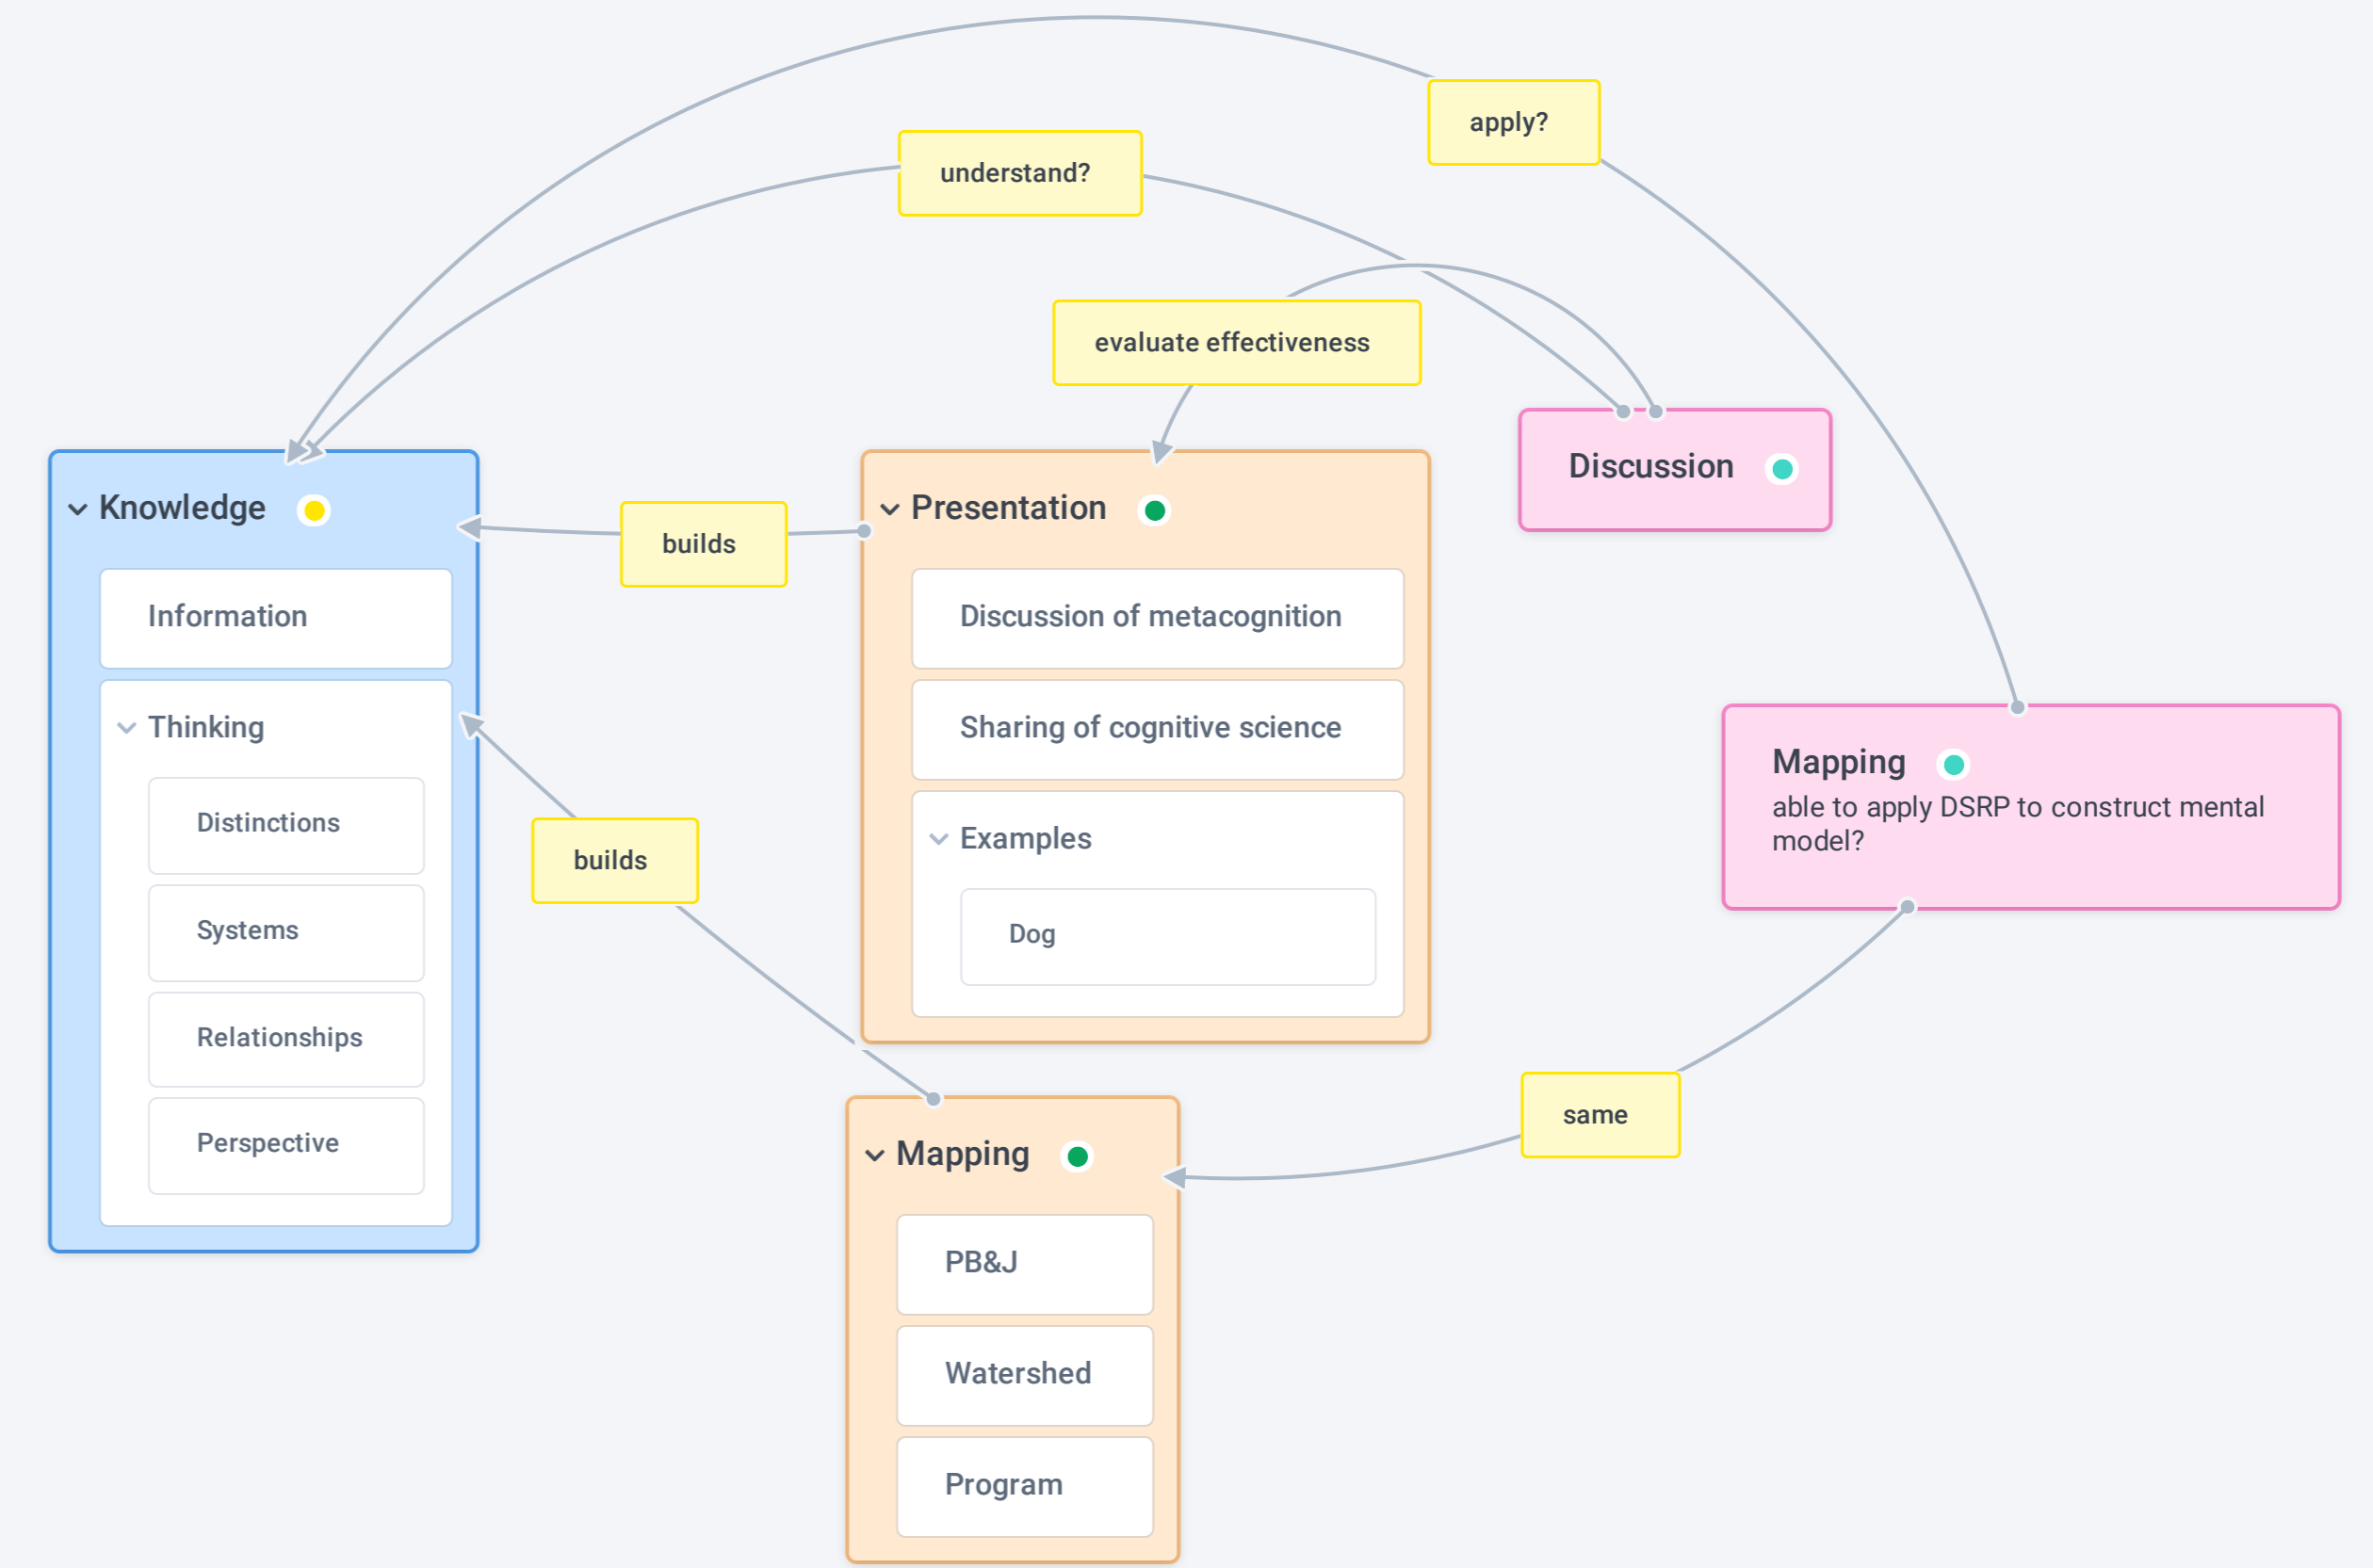 apply?
understand?
evaluate effectiveness
Discussion
Knowledge
builds
Presentation
Information
Discussion of metacognition
Thinking
Sharing of cognitive science
Mapping
able to apply DSRP to construct mental
model?
Distinctions
Examples
builds
Systems
Dog
Relationships
Perspective
same
Mapping
PB&J
Watershed
Program